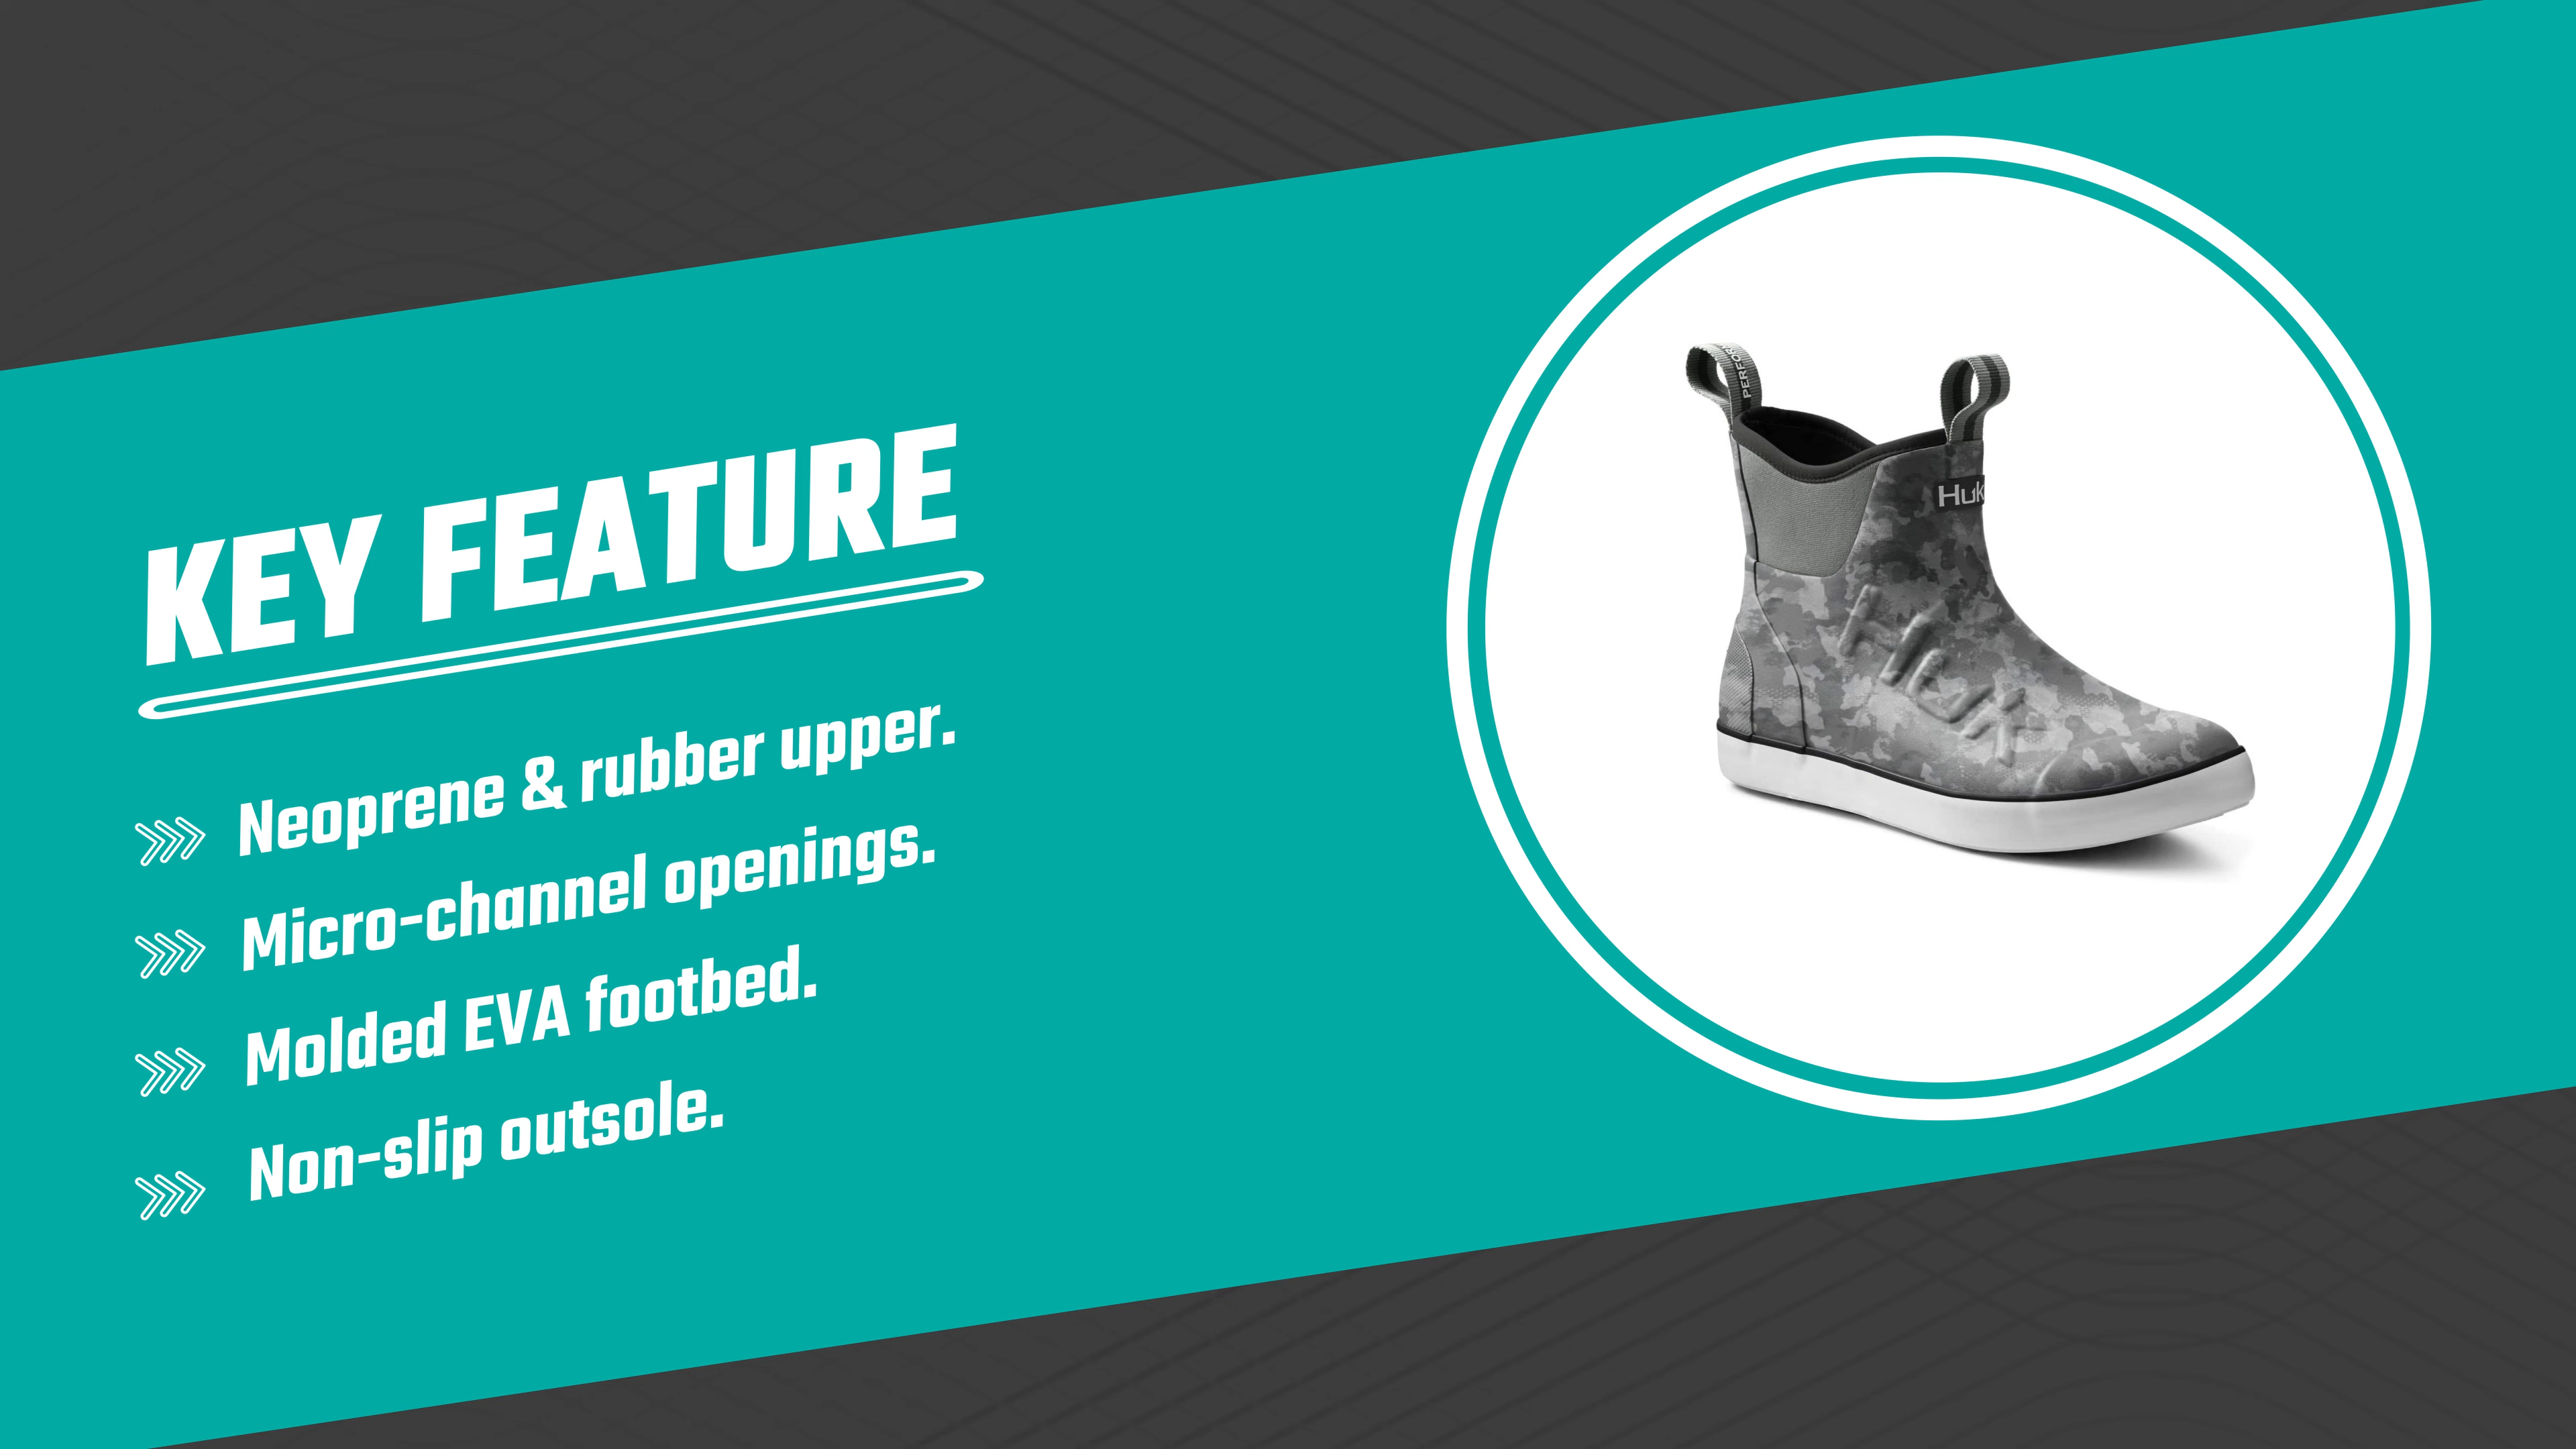 KEY FEATURE
Neoprene & rubber upper.
Micro-channel openings.
Molded EVA footbed.
Non-slip outsole.
Huk
HUK